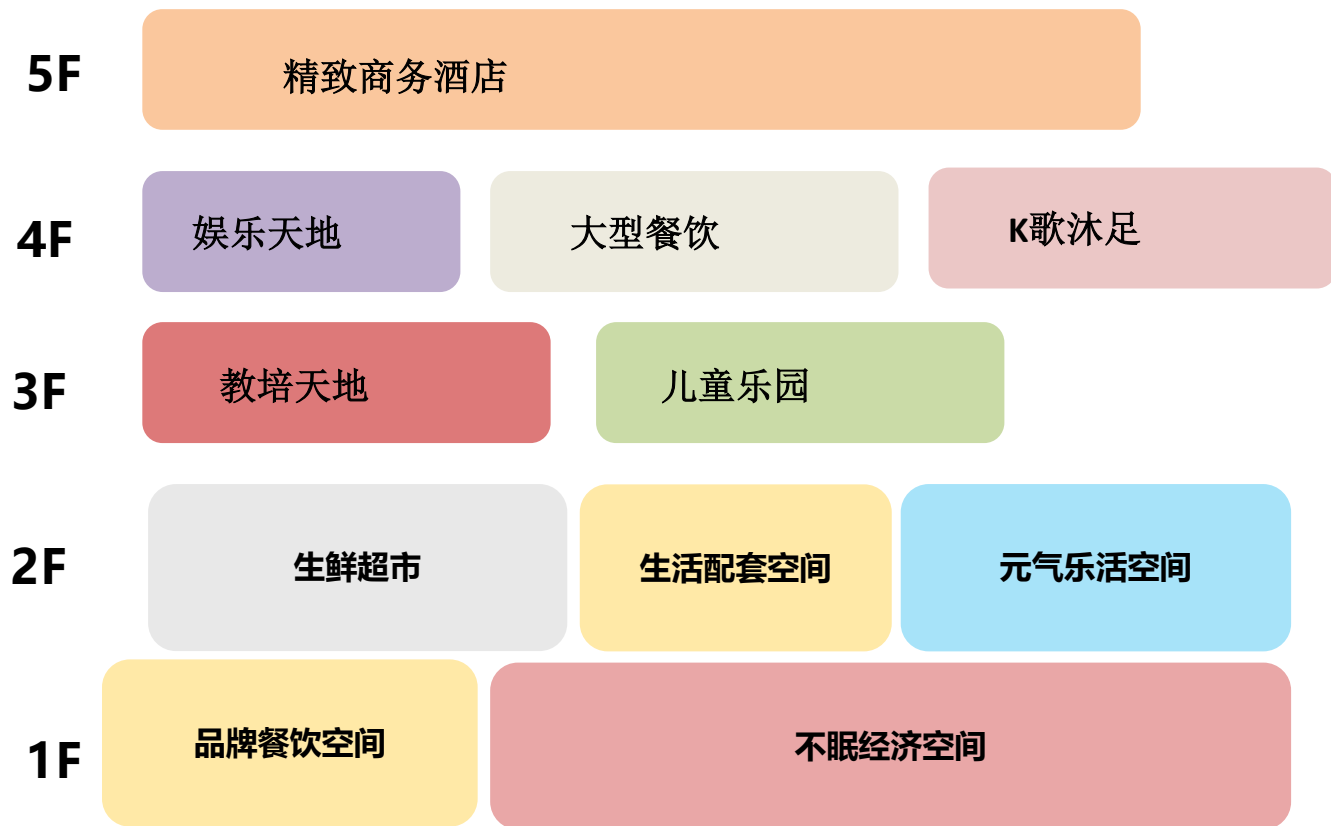 5F
精致商务酒店
4F
娱乐天地
大型餐饮
K歌沐足
3F
教培天地
儿童乐园
2F
生鲜超市
生活配套空间
元气乐活空间
1F
品牌餐饮空间
不眠经济空间